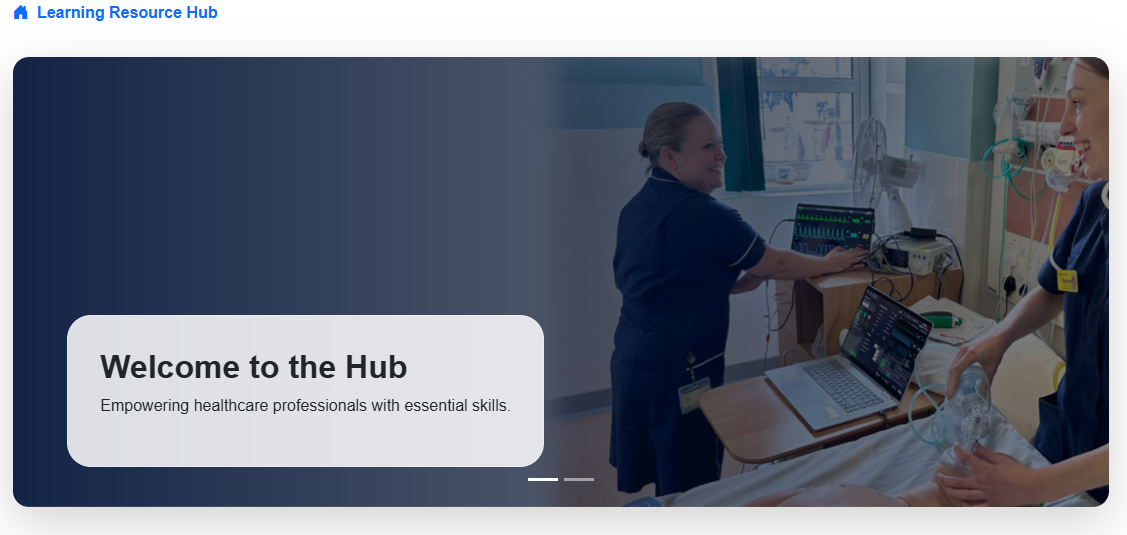 Learning Resource Hub
Welcome to the Hub
Empowering healthcare professionals with essential skills.